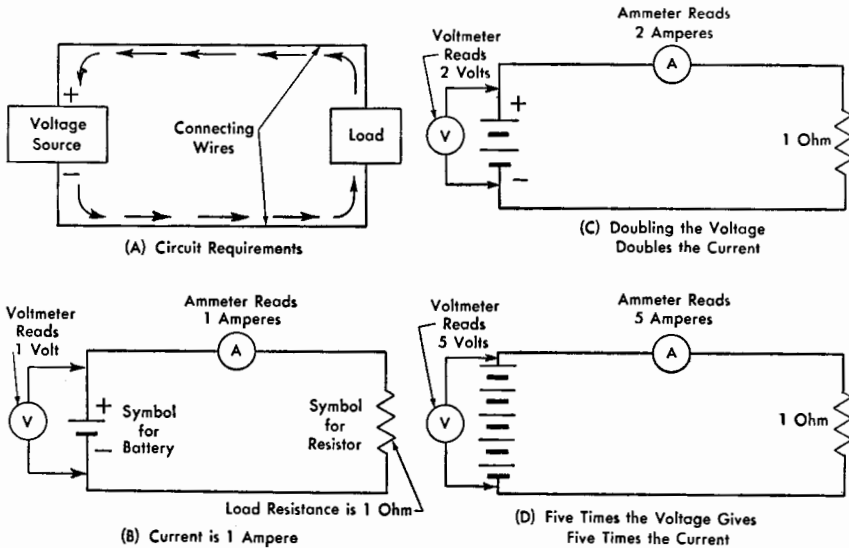 +
Voltage
Source
−
Connecting
Wires
Load
(A) Circuit Requirements
Voltmeter
Reads
2 Volts
Ammeter Reads
2 Amperes
A
V
+
−
1 Ohm
(C) Doubling the Voltage
Doubles the Current
Voltmeter
Reads
1 Volt
Ammeter Reads
1 Amperes
A
V
+
−
Symbol
for
Battery
Symbol
for
Resistor
Load Resistance is 1 Ohm
(B) Current is 1 Ampere
Voltmeter
Reads
5 Volts
Ammeter Reads
5 Amperes
A
V
1 Ohm
(D) Five Times the Voltage Gives
Five Times the Current